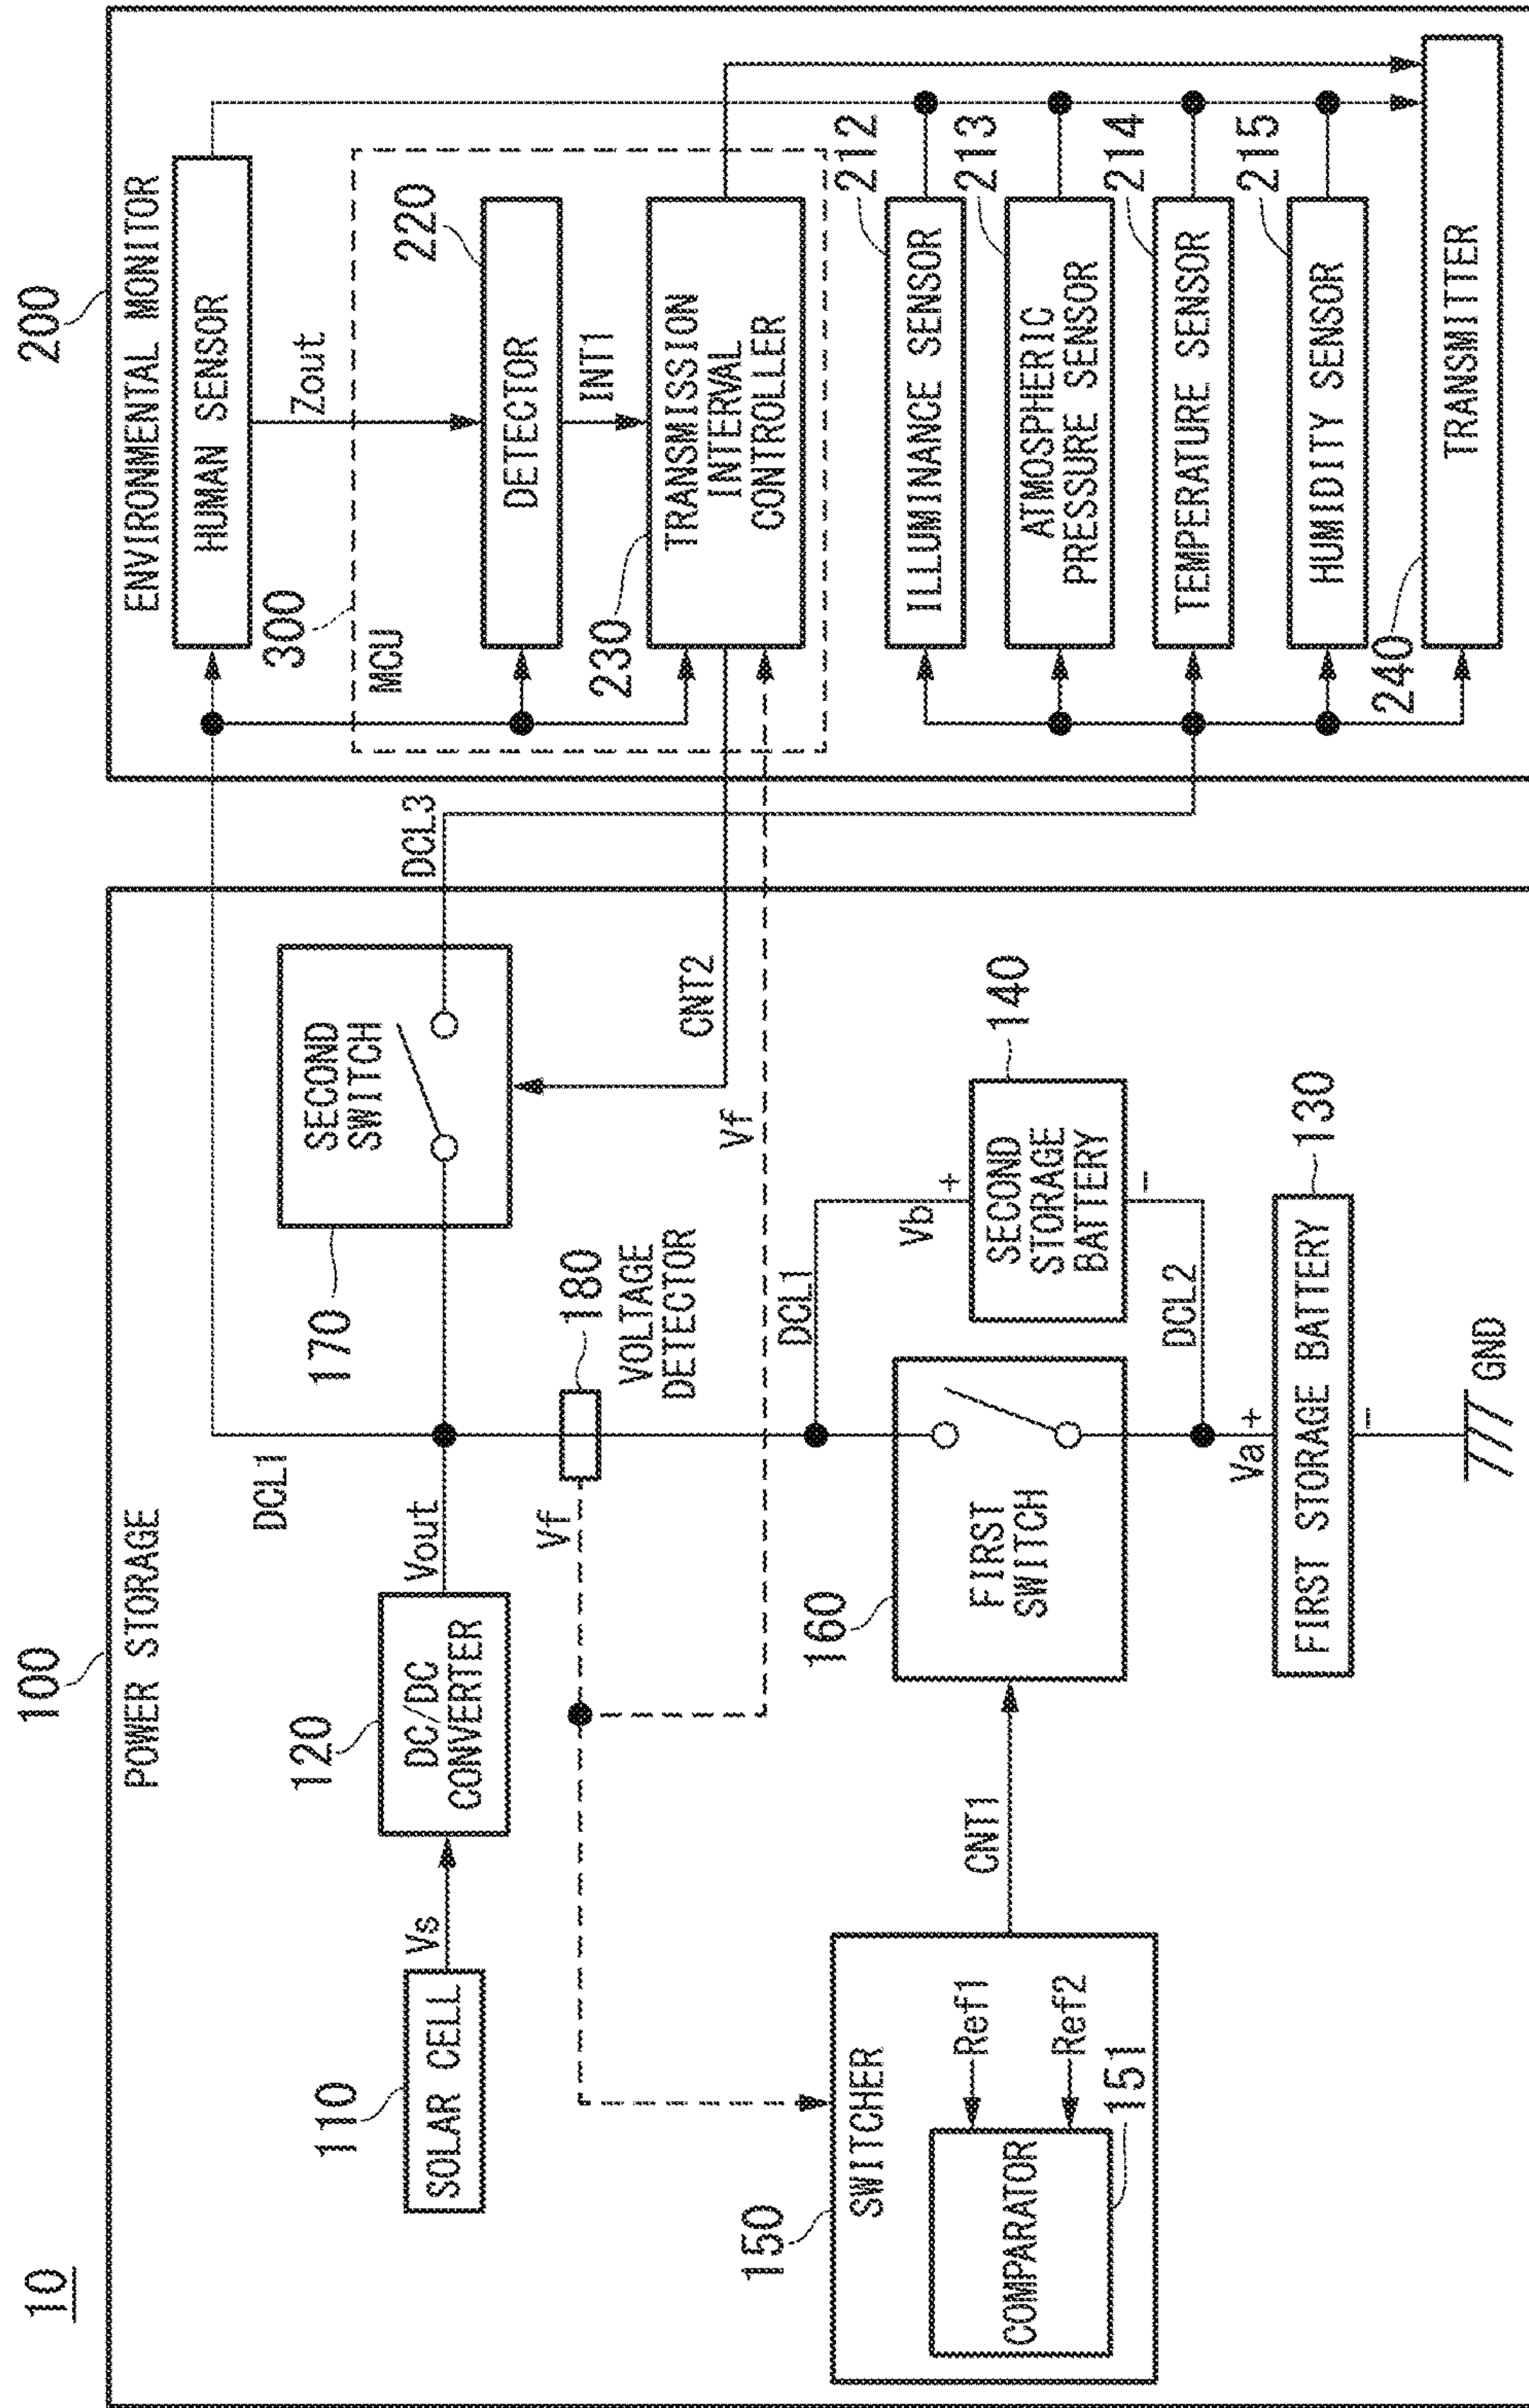 10
100
POWER STORAGE
110
SOLAR CELL
Vs
120
DC/DC
CONVERTER
Vout
DCL1
170
SECOND
SWITCH
DCL3
180
VOLTAGE
DETECTOR
Vf
Vf
CNT2
150
SWITCHER
COMPARATOR
Ref1
Ref2
151
CNT1
160
FIRST
SWITCH
DCL1
Vb
+
SECOND
STORAGE
BATTERY
−
140
DCL2
Va
+
FIRST STORAGE BATTERY
−
130
GND
200
ENVIRONMENTAL MONITOR
HUMAN SENSOR
Zout
300
MCU
220
DETECTOR
INT1
230
TRANSMISSION
INTERVAL
CONTROLLER
212
ILLUMINANCE SENSOR
213
ATMOSPHERIC
PRESSURE SENSOR
214
TEMPERATURE SENSOR
215
HUMIDITY SENSOR
240
TRANSMITTER